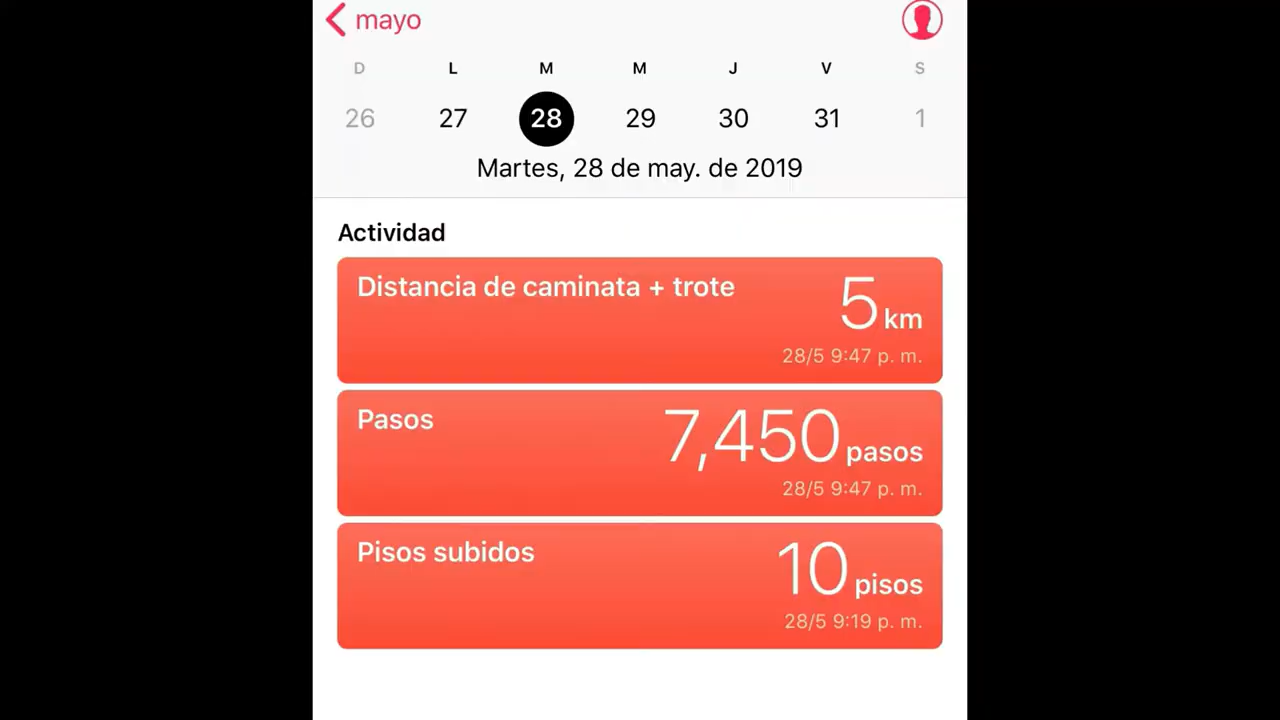 mayo
D L M M J V S
26 27 28 29 30 31 1
Martes, 28 de may. de 2019
Actividad
Distancia de caminata + trote
5 km
28/5 9:47 p. m.
Pasos
7,450 pasos
28/5 9:47 p. m.
Pisos subidos
10 pisos
28/5 9:19 p. m.